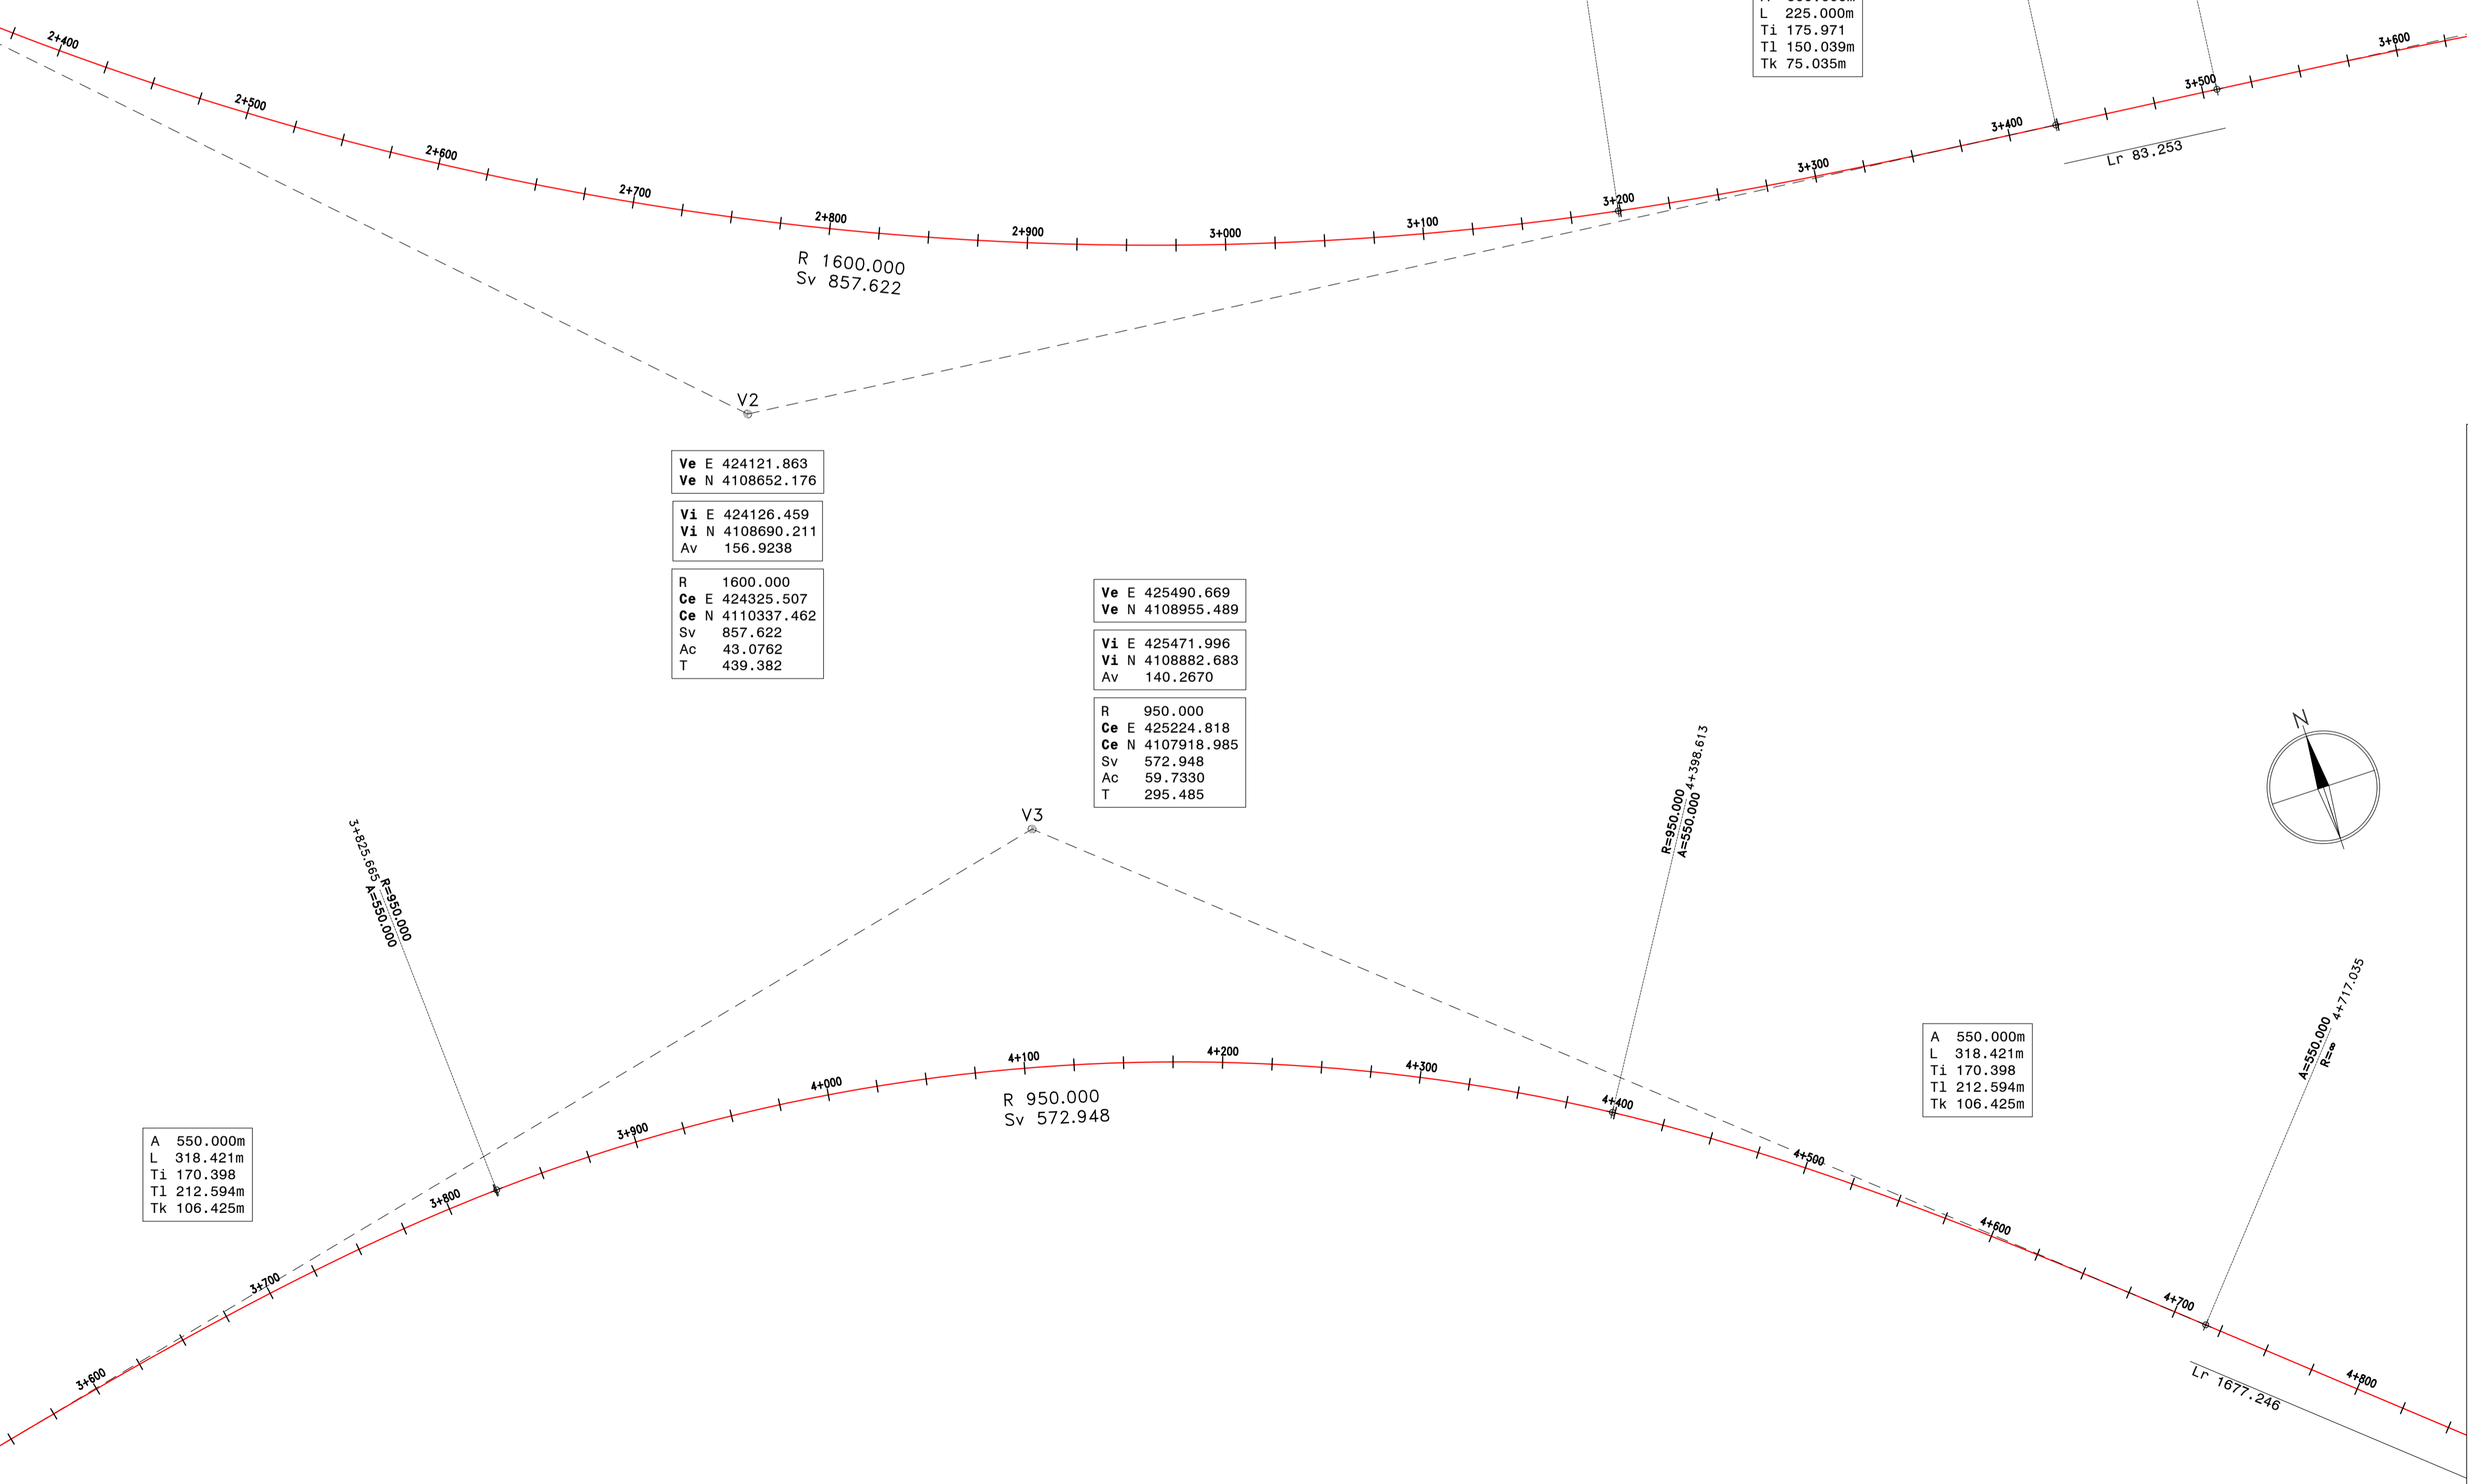 L 225.000m
Ti 175.971
Tl 150.039m
Tk 75.035m
2+400
2+500
2+600
2+700
2+800
2+900
3+000
3+100
3+200
3+300
3+400
3+500
3+600
Lr 83.253
R 1600.000
Sv 857.622
V2
Ve E 424121.863
Ve N 4108652.176
Vi E 424126.459
Vi N 4108690.211
Av 156.9238
R 1600.000
Ce E 424325.507
Ce N 4110337.462
Sv 857.622
Ac 43.0762
T 439.382
Ve E 425490.669
Ve N 4108955.489
Vi E 425471.996
Vi N 4108882.683
Av 140.2670
R 950.000
Ce E 425224.818
Ce N 4107918.985
Sv 572.948
Ac 59.7330
T 295.485
N
V3
3+825.665
R=950.000
A=550.000
4+398.613
R=950.000
A=550.000
4+717.035
A=550.000
R=∞
A 550.000m
L 318.421m
Ti 170.398
Tl 212.594m
Tk 106.425m
A 550.000m
L 318.421m
Ti 170.398
Tl 212.594m
Tk 106.425m
R 950.000
Sv 572.948
3+600
3+700
3+800
3+900
4+000
4+100
4+200
4+300
4+400
4+500
4+600
4+700
4+800
Lr 1677.246